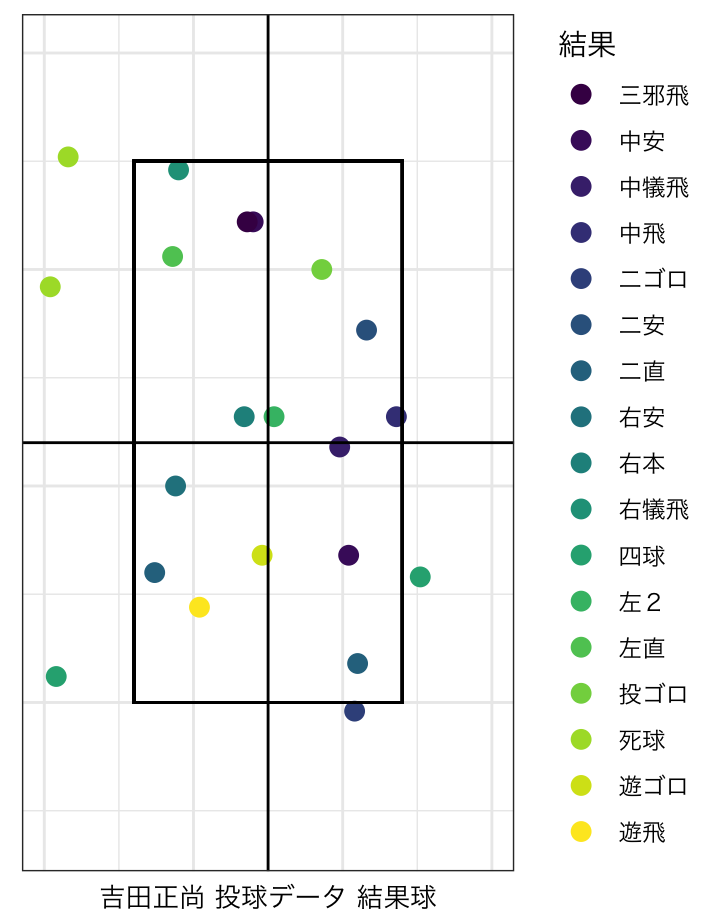 結果
三邪飛
中安
中犠飛
中飛
二ゴロ
二安
二直
右安
右本
右犠飛
四球
左２
左直
投ゴロ
死球
遊ゴロ
遊飛
吉田正尚 投球データ 結果球